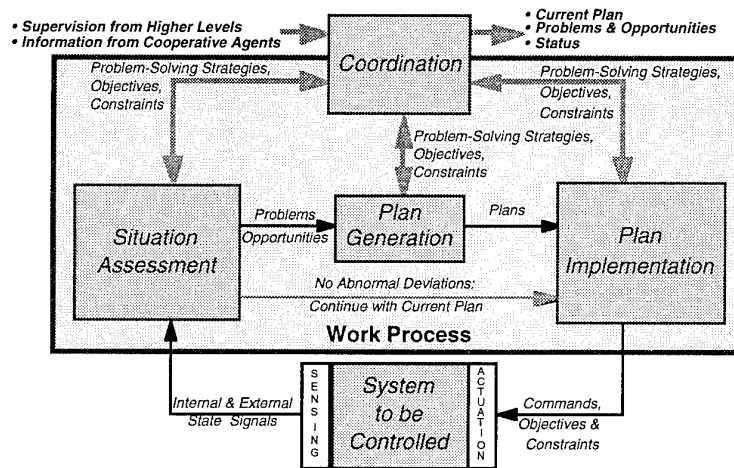 • Supervision from Higher Levels
• Information from Cooperative Agents
• Current Plan
• Problems & Opportunities
• Status
Coordination
Problem-Solving Strategies,
Objectives,
Constraints
Problem-Solving Strategies,
Objectives,
Constraints
Problem-Solving Strategies,
Objectives,
Constraints
Situation
Assessment
Problems
Opportunities
Plan
Generation
Plans
Plan
Implementation
No Abnormal Deviations:
Continue with Current Plan
Work Process
Internal & External
State Signals
SENSING
System
to be
Controlled
ACTUATION
Commands,
Objectives &
Constraints